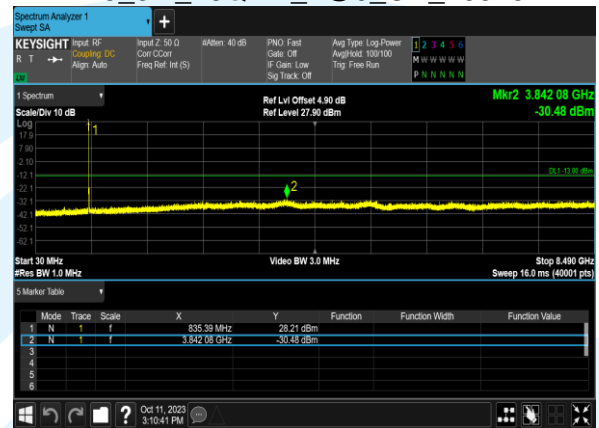 Spectrum Analyzer 1
Swept SA
+
KEYSIGHT Input: RF Input Z: 50 Ω #Atten: 40 dB PNO: Fast Avg Type: Log-Power 1 2 3 4 5 6
R T Coupling: DC Corr CCorr Gate: Off Avg|Hold: 100/100 M W W W W W
Align: Auto Freq Ref: Int (S) IF Gain: Low Trig: Free Run
Sig Track: Off P N N N N N
1 Spectrum
Ref Lvl Offset 4.90 dB Mkr2 3.842 08 GHz
Scale/Div 10 dB Ref Level 27.90 dBm -30.48 dBm
Log
17.9
1
7.90
-2.10
-12.1
DL1 -13.00 dBm
-22.1
2
-32.1
-42.1
-52.1
-62.1
Start 30 MHz Video BW 3.0 MHz Stop 8.490 GHz
#Res BW 1.0 MHz Sweep 16.0 ms (40001 pts)
5 Marker Table
Mode Trace Scale X Y Function Function Width Function Value
1 N 1 f 835.39 MHz 28.21 dBm
2 N 1 f 3.842 08 GHz -30.48 dBm
3
4
5
6
? Oct 11, 2023
3:10:41 PM